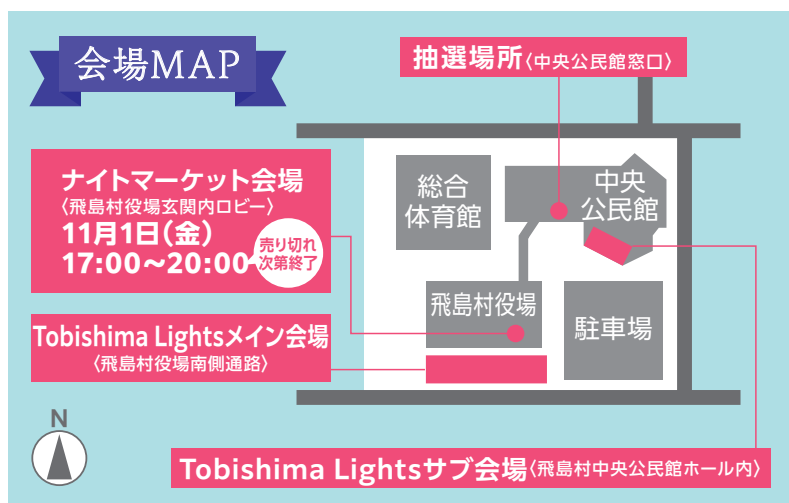 会場MAP
抽選場所〈中央公民館窓口〉
ナイトマーケット会場
〈飛島村役場玄関内ロビー〉
11月1日(金)
17:00〜20:00
売り切れ
次第終了
Tobishima Lightsメイン会場
〈飛島村役場南側通路〉
総合
体育館
中央
公民館
飛島村役場
駐車場
N
Tobishima Lightsサブ会場〈飛島村中央公民館ホール内〉